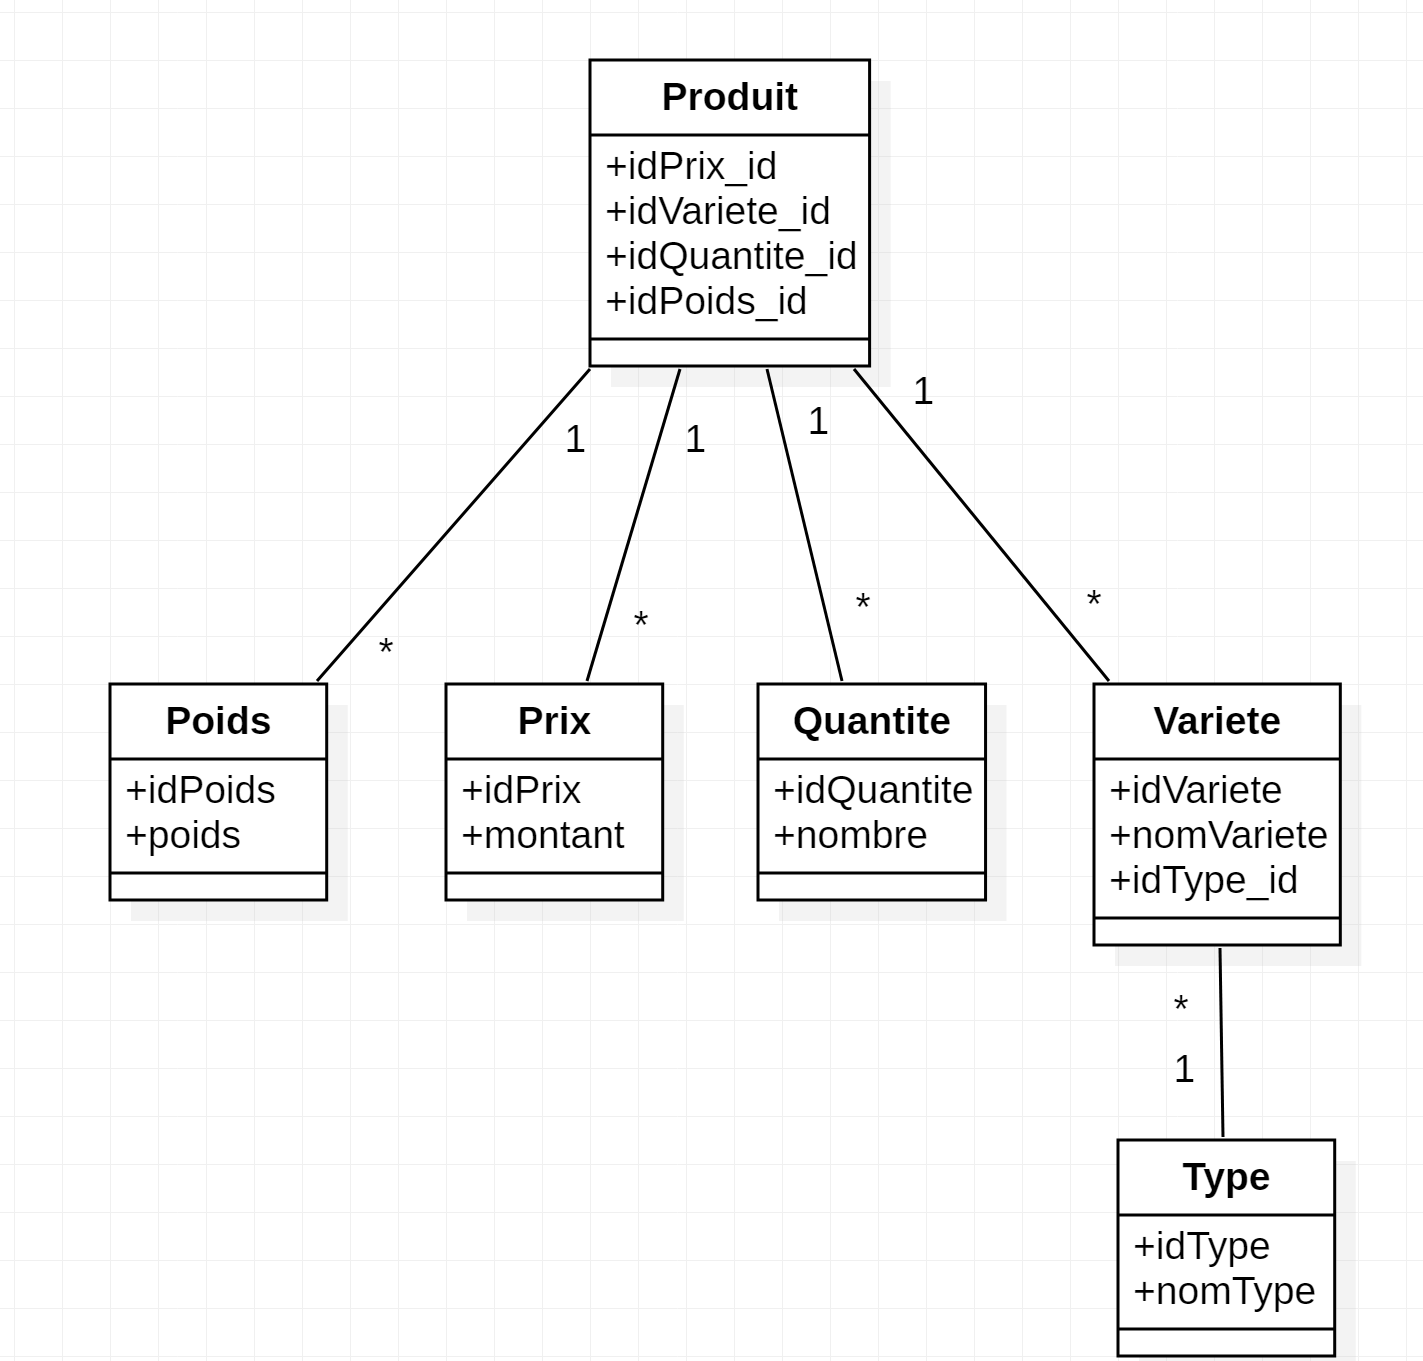 Produit
+idPrix_id
+idVariete_id
+idQuantite_id
+idPoids_id
1
1
1
1
*
*
*
*
Poids
+idPoids
+poids
Prix
+idPrix
+montant
Quantite
+idQuantite
+nombre
Variete
+idVariete
+nomVariete
+idType_id
*
1
Type
+idType
+nomType